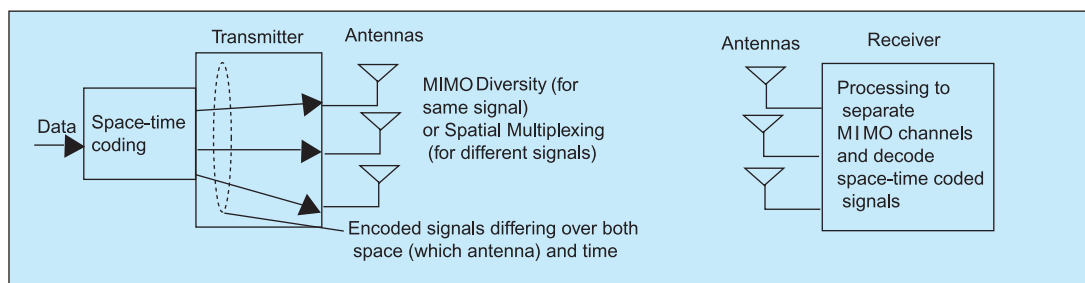 Transmitter
Antennas
Data
Space-time
coding
MIMO Diversity (for
same signal)
or Spatial Multiplexing
(for different signals)
Encoded signals differing over both
space (which antenna) and time
Antennas
Receiver
Processing to
separate
MIMO channels
and decode
space-time coded
signals